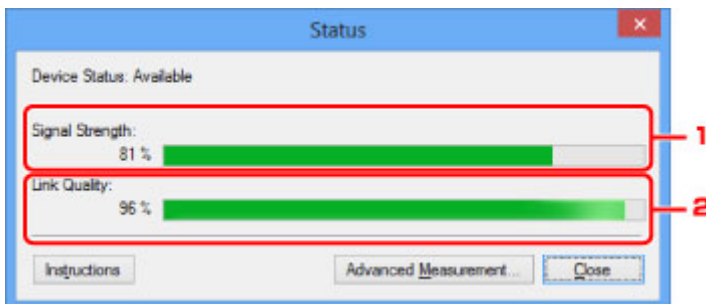 Status
Device Status: Available
Signal Strength:
81 %
1
Link Quality:
96 %
2
Instructions Advanced Measurement... Close